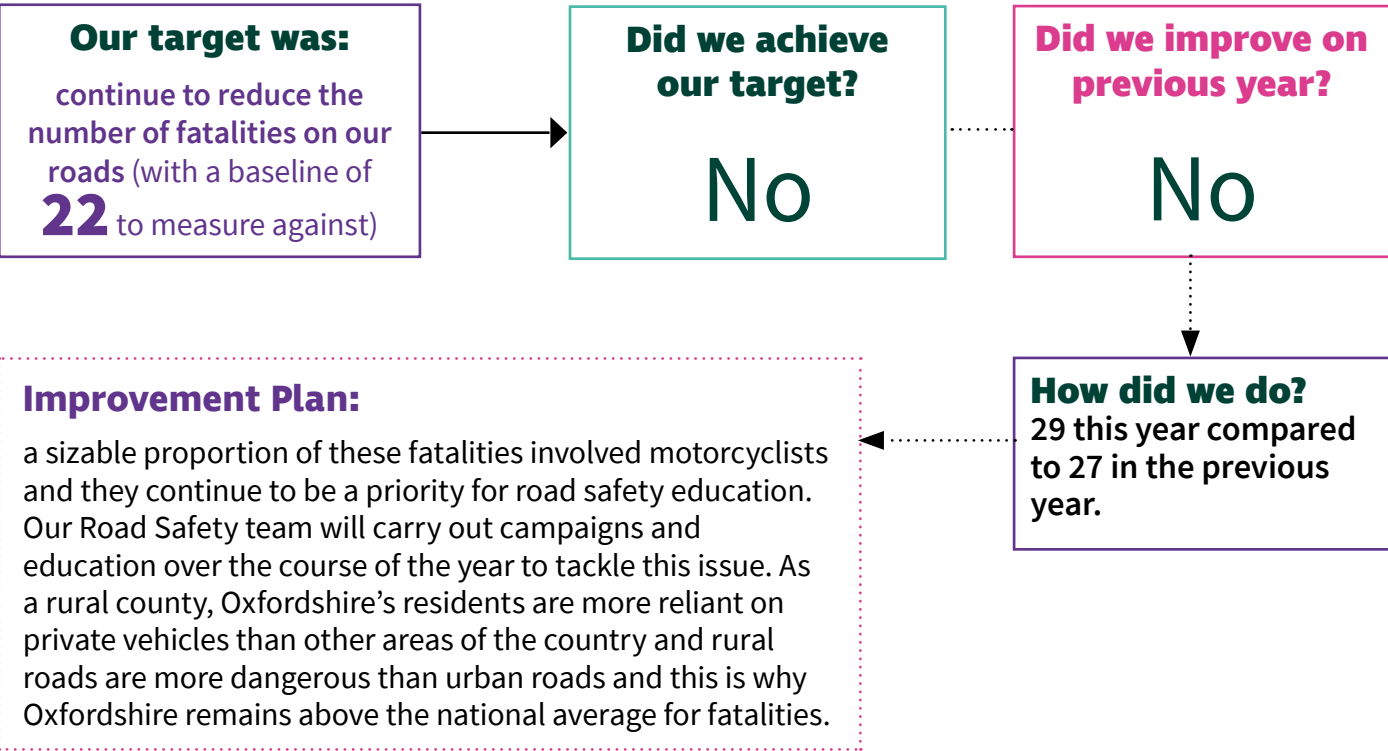 Our target was:
continue to reduce the
number of fatalities on our
roads (with a baseline of
22 to measure against)
Did we achieve
our target?
No
Did we improve on
previous year?
No
How did we do?
29 this year compared
to 27 in the previous
year.
Improvement Plan:
a sizable proportion of these fatalities involved motorcyclists
and they continue to be a priority for road safety education.
Our Road Safety team will carry out campaigns and
education over the course of the year to tackle this issue. As
a rural county, Oxfordshire’s residents are more reliant on
private vehicles than other areas of the country and rural
roads are more dangerous than urban roads and this is why
Oxfordshire remains above the national average for fatalities.